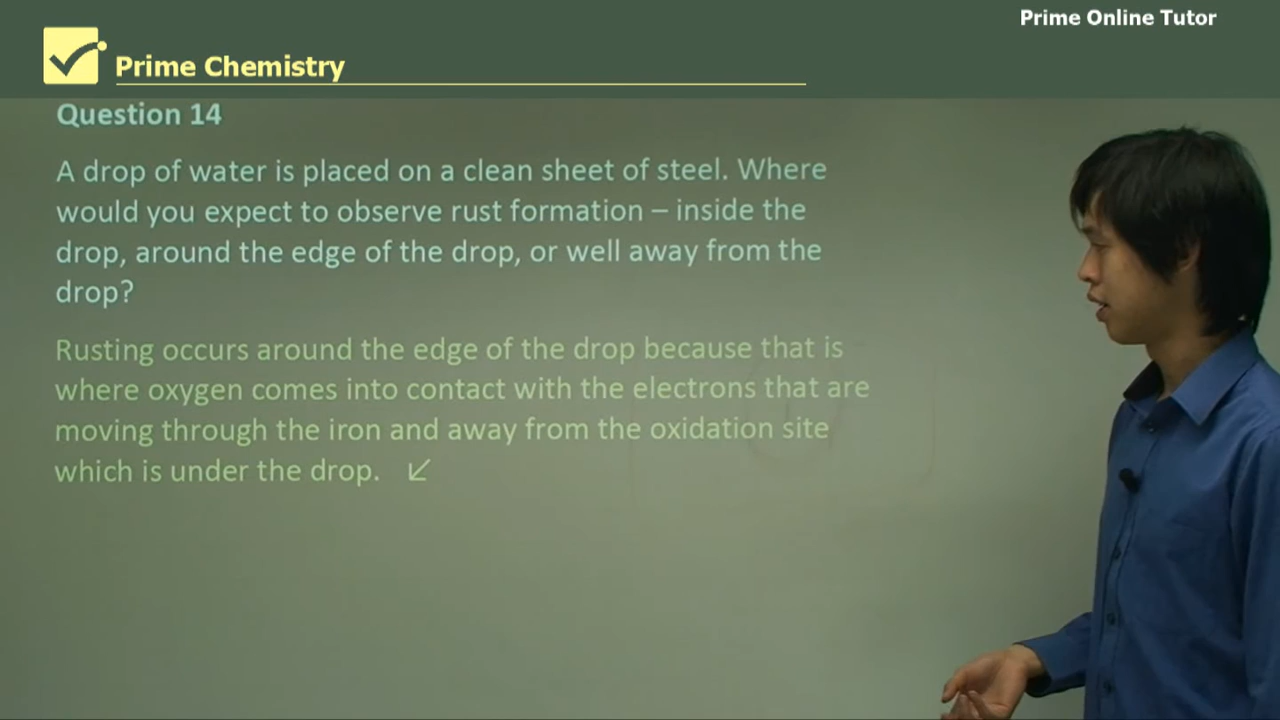 Prime Online Tutor
Prime Chemistry
Question 14
A drop of water is placed on a clean sheet of steel. Where
would you expect to observe rust formation – inside the
drop, around the edge of the drop, or well away from the
drop?
Rusting occurs around the edge of the drop because that is
where oxygen comes into contact with the electrons that are
moving through the iron and away from the oxidation site
which is under the drop. ↙